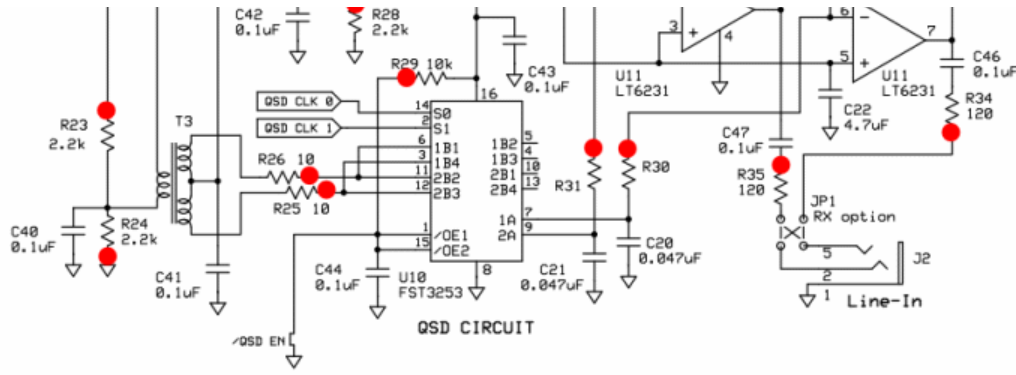 C42
0.1uF
R28
2.2k
R29 10k
C43
0.1uF
3
4
U11
LT6231
6
5
7
U11
LT6231
C46
0.1uF
R34
120
C22
4.7uF
C47
0.1uF
R35
120
JP1
RX option
R23
2.2k
T3
QSD CLK 0
QSD CLK 1
14
2
6
3
11
12
16
S0
S1
1B1
1B4
2B2
2B3
1B2
1B3
2B1
2B4
5
4
10
13
R26 10
R25 10
R31
R30
1A
2A
7
9
1
15
/OE1
/OE2
8
C40
0.1uF
R24
2.2k
C41
0.1uF
C44
0.1uF
U10
FST3253
C21
0.047uF
C20
0.047uF
5
2
1
J2
Line-In
QSD CIRCUIT
/QSD EN